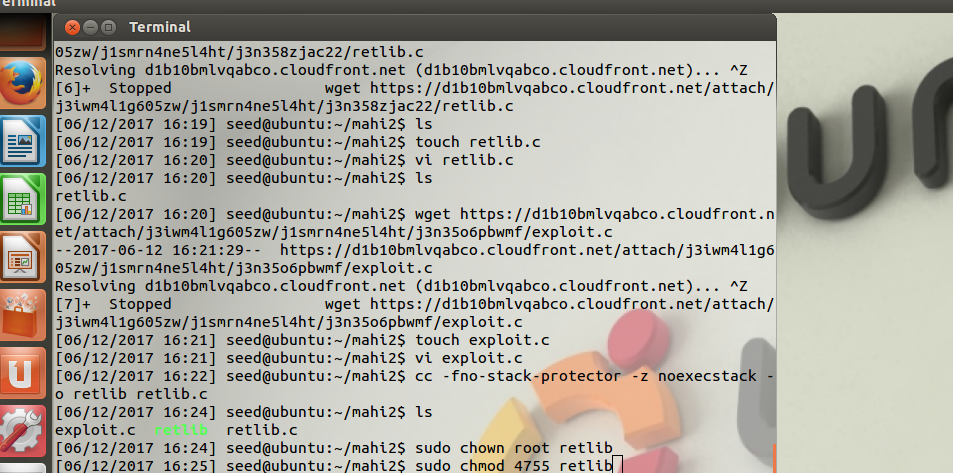 Terminal
Terminal
05zw/j1smrn4ne5l4ht/j3n358zjac22/retlib.c
Resolving d1b10bmlvqabco.cloudfront.net (d1b10bmlvqabco.cloudfront.net)... ^Z
[6]+  Stopped                 wget https://d1b10bmlvqabco.cloudfront.net/attach/
j3iwm4l1g605zw/j1smrn4ne5l4ht/j3n358zjac22/retlib.c
[06/12/2017 16:19] seed@ubuntu:~/mahi2$ ls
[06/12/2017 16:19] seed@ubuntu:~/mahi2$ touch retlib.c
[06/12/2017 16:20] seed@ubuntu:~/mahi2$ vi retlib.c
[06/12/2017 16:20] seed@ubuntu:~/mahi2$ ls
retlib.c
[06/12/2017 16:20] seed@ubuntu:~/mahi2$ wget https://d1b10bmlvqabco.cloudfront.n
et/attach/j3iwm4l1g605zw/j1smrn4ne5l4ht/j3n35o6pbwmf/exploit.c
--2017-06-12 16:21:29--  https://d1b10bmlvqabco.cloudfront.net/attach/j3iwm4l1g6
05zw/j1smrn4ne5l4ht/j3n35o6pbwmf/exploit.c
Resolving d1b10bmlvqabco.cloudfront.net (d1b10bmlvqabco.cloudfront.net)... ^Z
[7]+  Stopped                 wget https://d1b10bmlvqabco.cloudfront.net/attach/
j3iwm4l1g605zw/j1smrn4ne5l4ht/j3n35o6pbwmf/exploit.c
[06/12/2017 16:21] seed@ubuntu:~/mahi2$ touch exploit.c
[06/12/2017 16:21] seed@ubuntu:~/mahi2$ vi exploit.c
[06/12/2017 16:22] seed@ubuntu:~/mahi2$ cc -fno-stack-protector -z noexecstack -
o retlib retlib.c
[06/12/2017 16:24] seed@ubuntu:~/mahi2$ ls
exploit.c  retlib  retlib.c
[06/12/2017 16:24] seed@ubuntu:~/mahi2$ sudo chown root retlib
[06/12/2017 16:25] seed@ubuntu:~/mahi2$ sudo chmod 4755 retlib